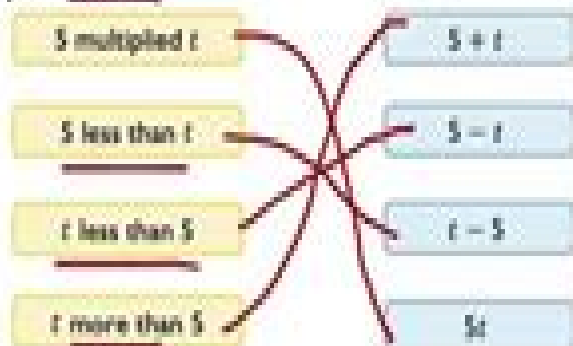 5 multiplied t
5 + t
5 less than t
5 − t
t less than 5
t − 5
t more than 5
5t